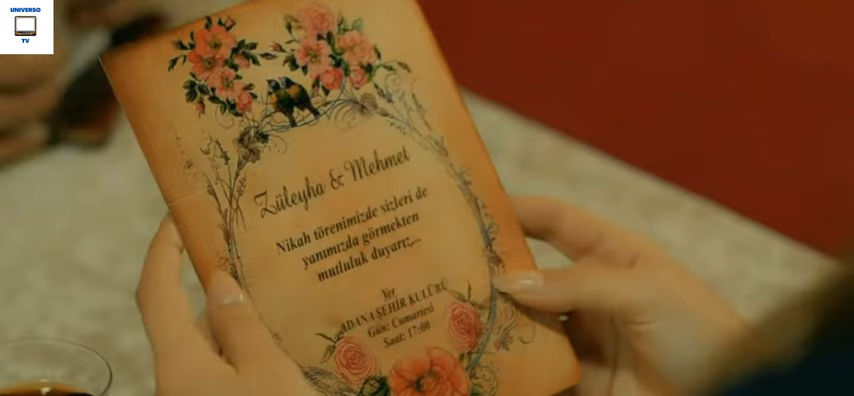 UNIVERSO
TV
Züleyha & Mehmet
Nikah törenimizde sizleri de
yanımızda görmekten
mutluluk duyarız...
Yer
ADANA ŞEHİR KULÜBÜ
Gün: Cumartesi
Saat: 17:00